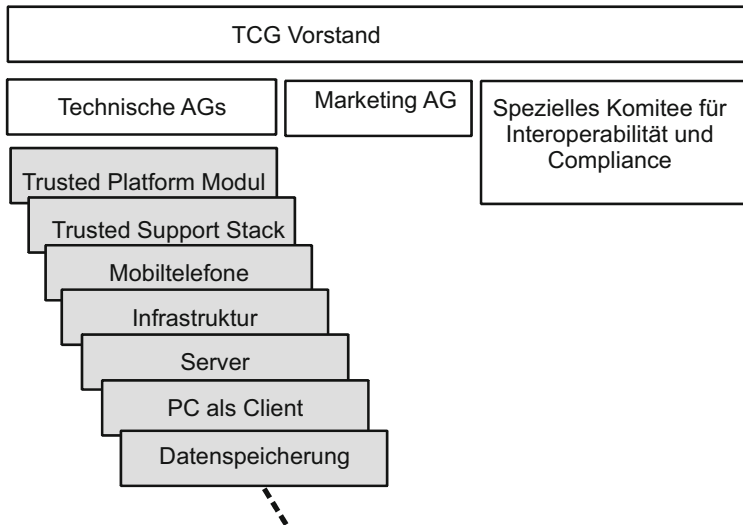 TCG Vorstand
Technische AGs
Marketing AG
Spezielles Komitee für
Interoperabilität und
Compliance
Trusted Platform Modul
Trusted Support Stack
Mobiltelefone
Infrastruktur
Server
PC als Client
Datenspeicherung